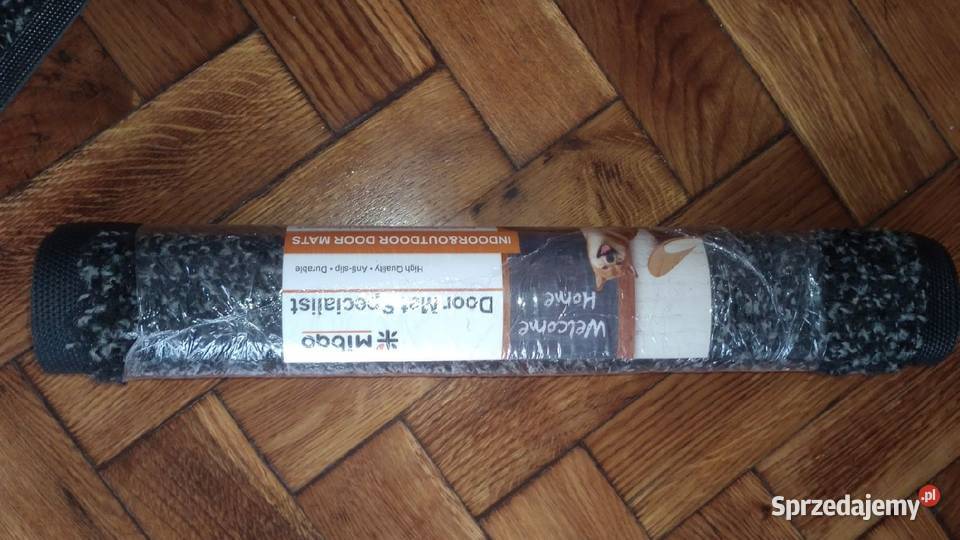 Mibao
Door Mat Specialist
High Quality • Anti-slip • Durable
INDOOR&OUTDOOR DOOR MATS
Welcome
Home
Sprzedajemy.pl